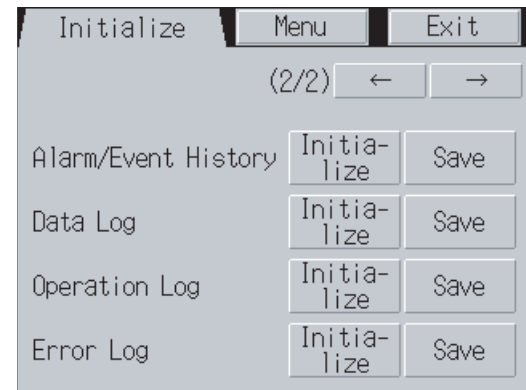 Initialize Menu Exit
(2/2) ← →
Alarm/Event History Initia-
lize Save
Data Log Initia-
lize Save
Operation Log Initia-
lize Save
Error Log Initia-
lize Save